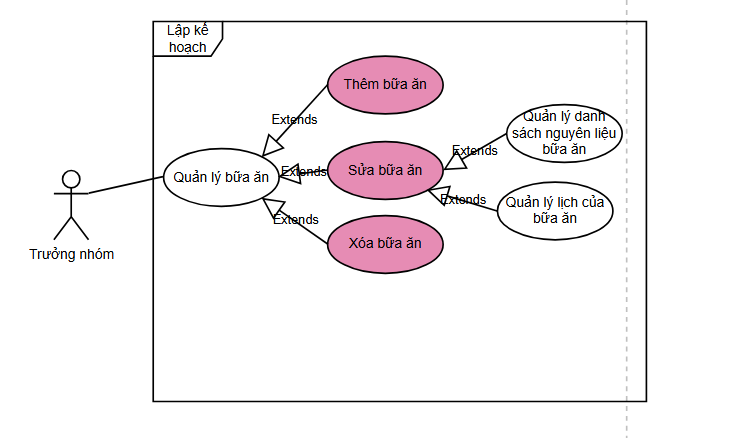 Lập kế
hoạch
Thêm bữa ăn
Extends
Quản lý danh
sách nguyên liệu
bữa ăn
Extends
Quản lý bữa ăn
Extends
Sửa bữa ăn
Extends
Quản lý lịch của
bữa ăn
Extends
Xóa bữa ăn
Trưởng nhóm